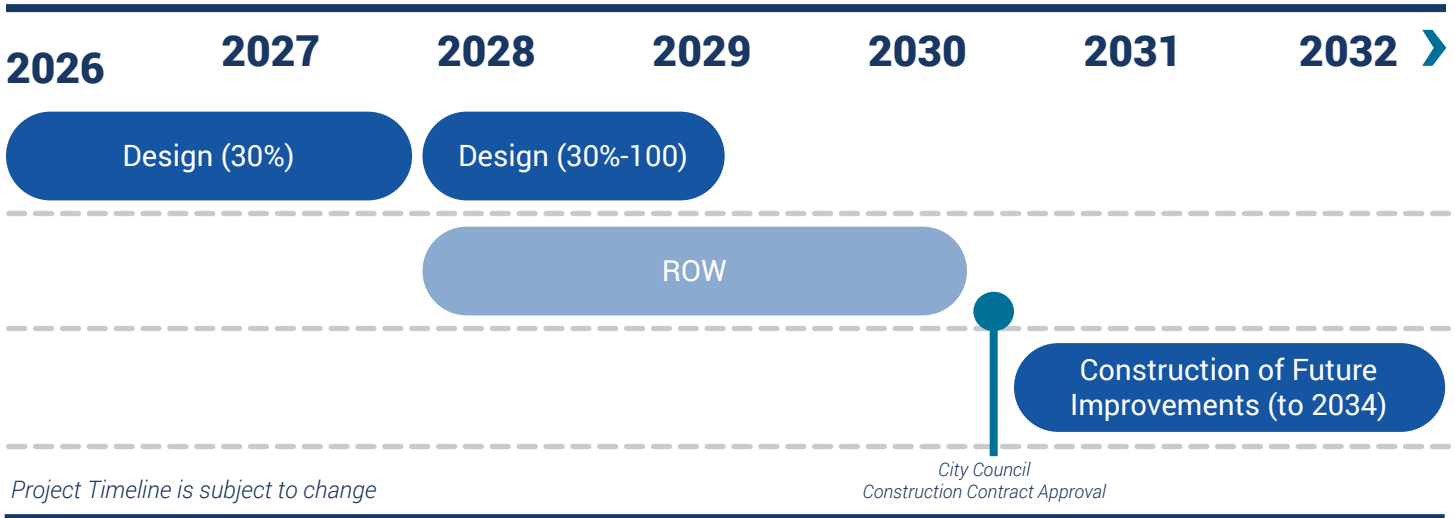 2026 2027 2028 2029 2030 2031 2032
Design (30%) Design (30%-100)
ROW
Construction of Future
Improvements (to 2034)
City Council
Construction Contract Approval
Project Timeline is subject to change